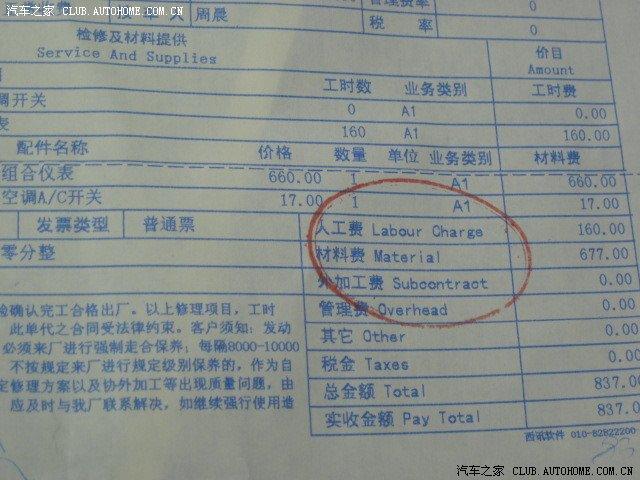 汽车之家 CLUB.AUTOHOME.COM.CN
周晨 管理费率 0
税 率 0
检修及材料提供 价目
Service And Supplies Amount
工时数 业务类别 工时费
调开关 0 A1 0.00
表 160 A1 160.00
配件名称 价格 数量 单位 业务类别 材料费
组合仪表 660.00 1 A1 660.00
空调A/C开关 17.00 1 A1 17.00
发票类型 普通票 人工费 Labour Charge 160.00
零分整 材料费 Material 677.00
外加工费 Subcontract 0.00
管理费 Overhead 0.00
其它 Other 0.00
税金 Taxes 0.00
总金额 Total 837.0
实收金额 Pay Total 837.0
检确认完工合格出厂。以上修理项目，工时
此单代之合同受法律约束。客户须知：发动
必须来厂进行强制走合保养；每隔8000-10000
不按规定来厂进行规定级别保养的，作为自
定修理方案以及协外加工等出现质量问题，由
应及时与我厂联系解决，如继续强行使用造
西讯软件 010-82822200
汽车之家 CLUB.AUTOHOME.COM.CN